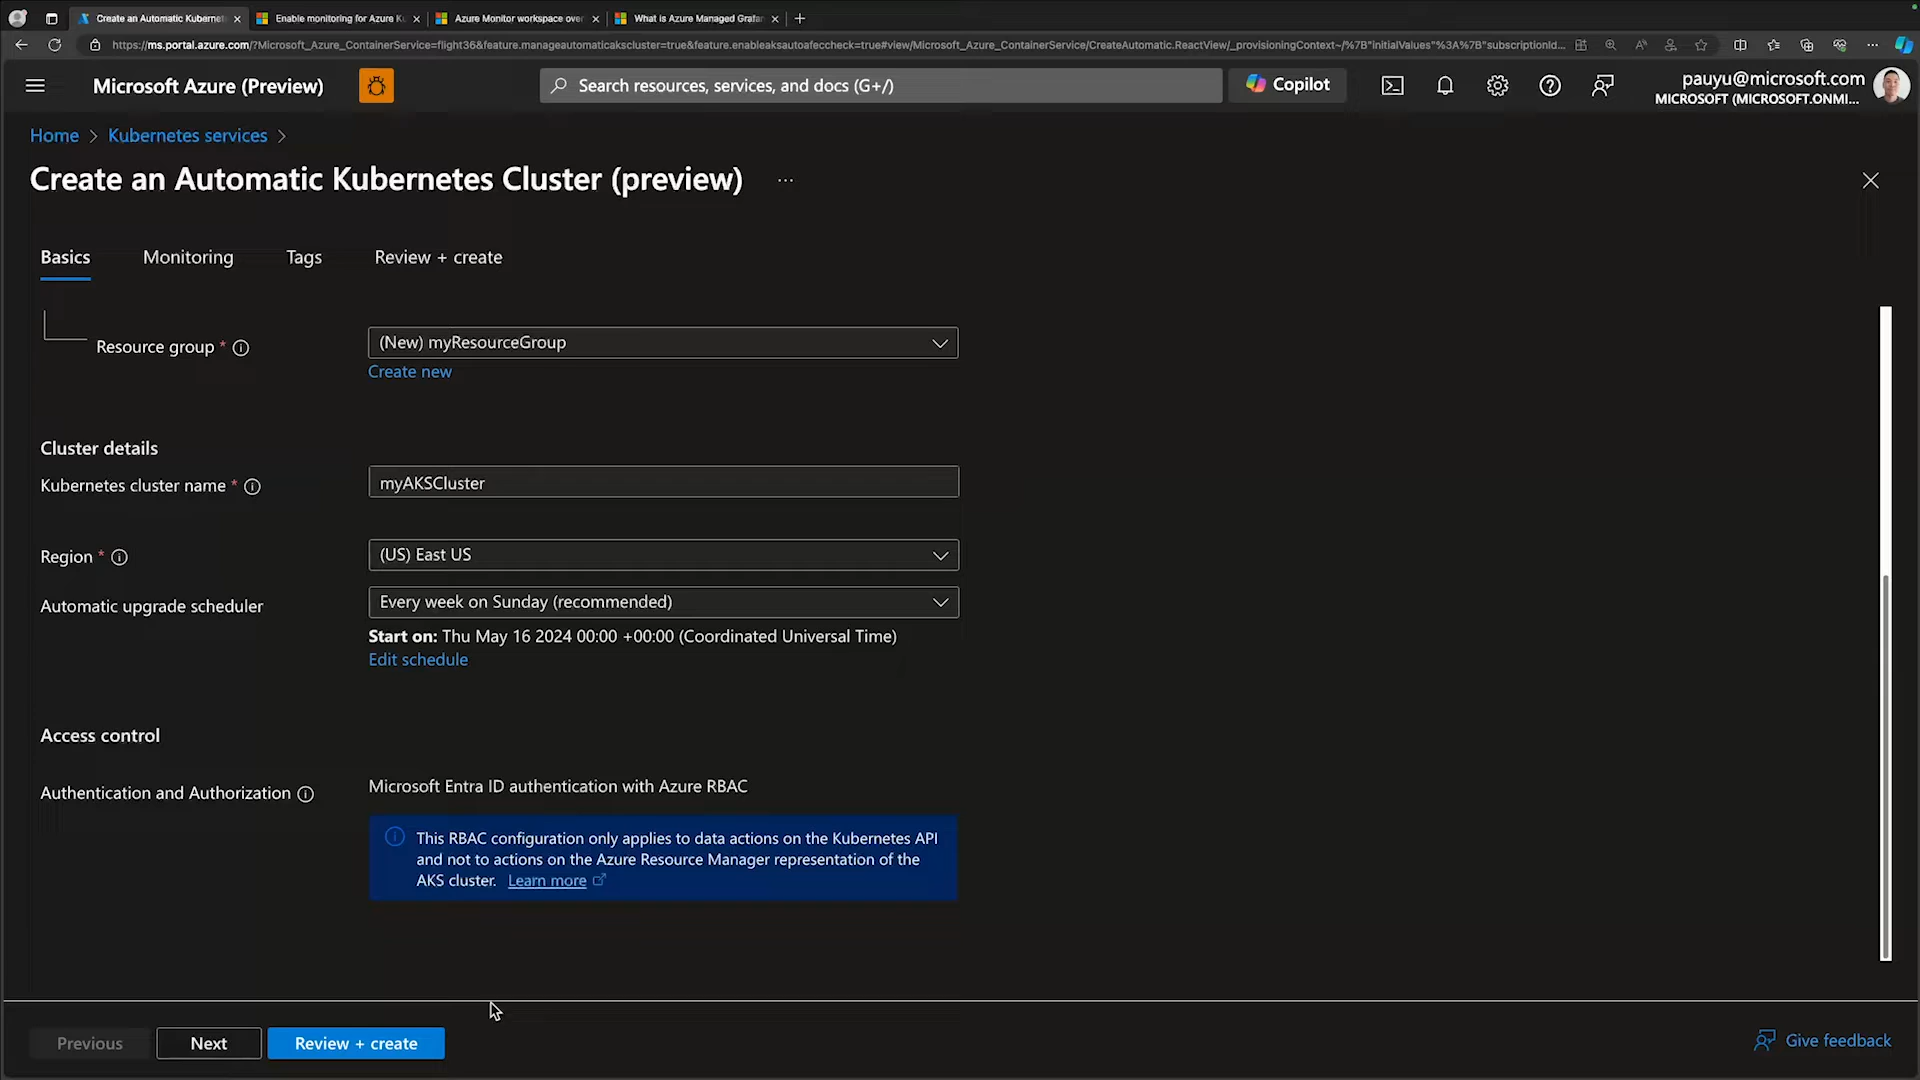 Create an Automatic Kubernet
Enable monitoring for Azure Ku
Azure Monitor workspace over
What is Azure Managed Grafan
https://ms.portal.azure.com/?Microsoft_Azure_ContainerService=flight36&feature.manageautomaticakscluster=true&feature.enableaksautoafeccheck=true#view/Microsoft_Azure_ContainerService/CreateAutomatic.ReactView/_provisioningContext~/%7B"initialValues"%3A%7B"subscriptionId...
Microsoft Azure (Preview)
Search resources, services, and docs (G+/)
Copilot
pauyu@microsoft.com
MICROSOFT (MICROSOFT.ONMI...
Home > Kubernetes services >
Create an Automatic Kubernetes Cluster (preview) ...
Basics
Monitoring
Tags
Review + create
Resource group *
(New) myResourceGroup
Create new
Cluster details
Kubernetes cluster name *
myAKSCluster
Region *
(US) East US
Automatic upgrade scheduler
Every week on Sunday (recommended)
Start on: Thu May 16 2024 00:00 +00:00 (Coordinated Universal Time)
Edit schedule
Access control
Authentication and Authorization
Microsoft Entra ID authentication with Azure RBAC
This RBAC configuration only applies to data actions on the Kubernetes API
and not to actions on the Azure Resource Manager representation of the
AKS cluster. Learn more
Previous
Next
Review + create
Give feedback